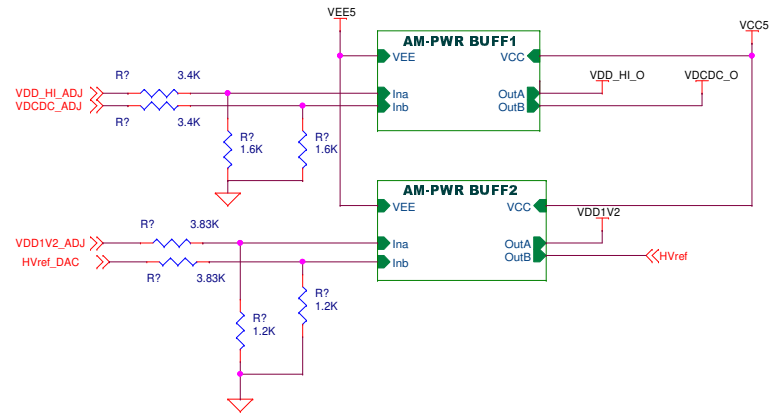 VEE5
VCC5
AM-PWR BUFF1
VEE
VCC
R?
3.4K
VDD_HI_O
VDCDC_O
VDD_HI_ADJ
Ina
OutA
VDCDC_ADJ
Inb
OutB
R?
3.4K
R?
1.6K
R?
1.6K
AM-PWR BUFF2
VEE
VCC
VDD1V2
R?
3.83K
VDD1V2_ADJ
Ina
OutA
HVref_DAC
Inb
OutB
HVref
R?
3.83K
R?
1.2K
R?
1.2K